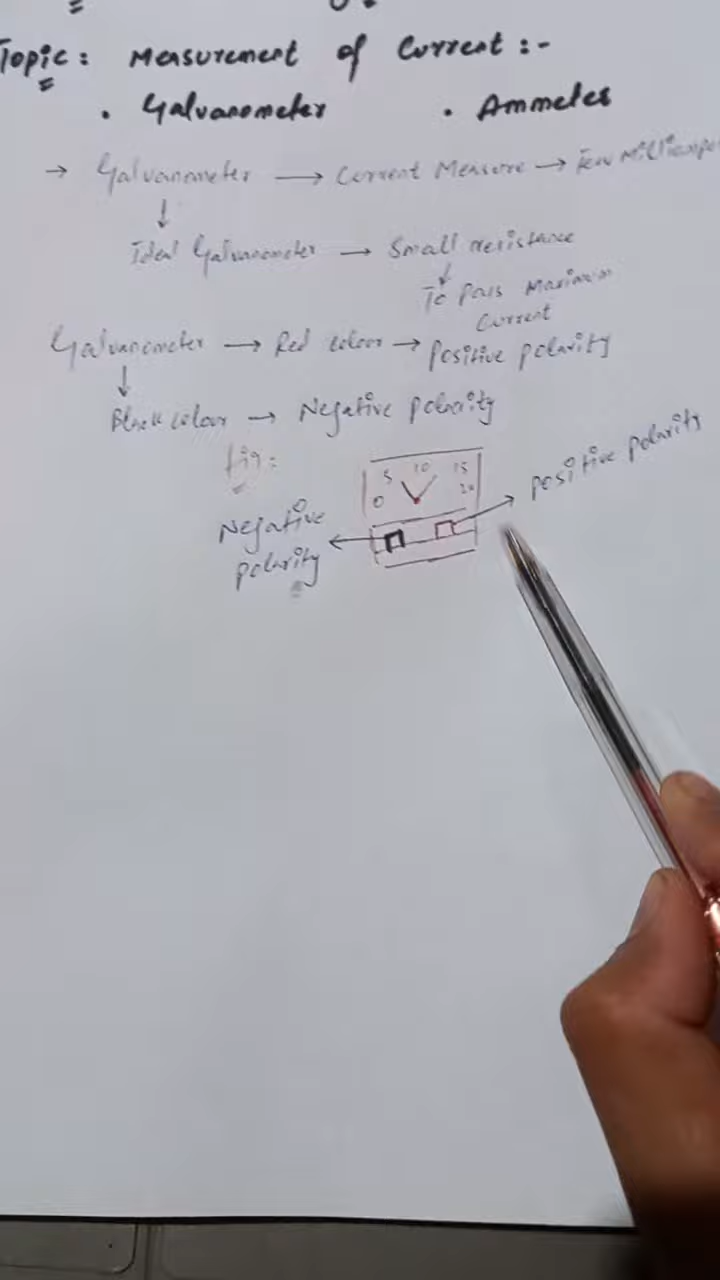 Topic: Measurement of Current :-
. Galvanometer . Ammeter
→ Galvanometer → Current Measure → Few
↓
Ideal Galvanometer → Small resistance
↓
To Pass Maximum
Current
Galvanometer → Red colour → positive polarity
↓
Black colour → Negative polarity
fig:
5 10 15
0 20
positive polarity
Negative
polarity